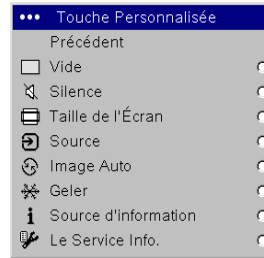 Touche Personnalisée
Précédent
Vide
Silence
Taille de l'Écran
Source
Image Auto
Geler
Source d'information
Le Service Info.